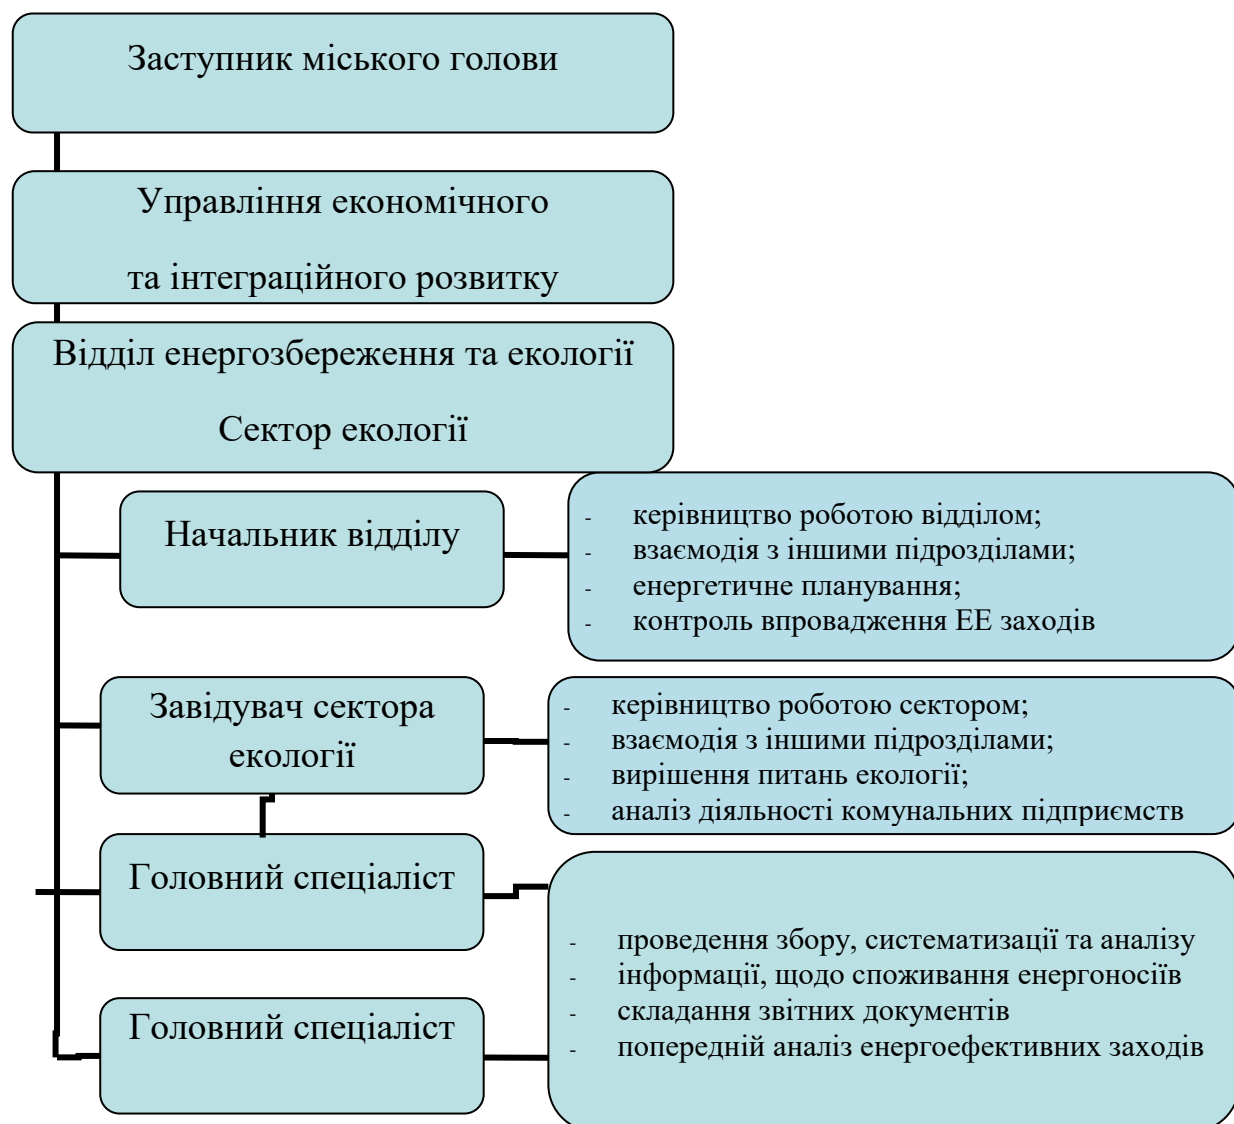 Заступник міського голови
Управління економічного
та інтеграційного розвитку
Відділ енергозбереження та екології
Сектор екології
Начальник відділу
- керівництво роботою відділом;
- взаємодія з іншими підрозділами;
- енергетичне планування;
- контроль впровадження ЕЕ заходів
Завідувач сектора
екології
- керівництво роботою сектором;
- взаємодія з іншими підрозділами;
- вирішення питань екології;
- аналіз діяльності комунальних підприємств
Головний спеціаліст
- проведення збору, систематизації та аналізу
- інформації, щодо споживання енергоносіїв
- складання звітних документів
- попередній аналіз енергоефективних заходів
Головний спеціаліст